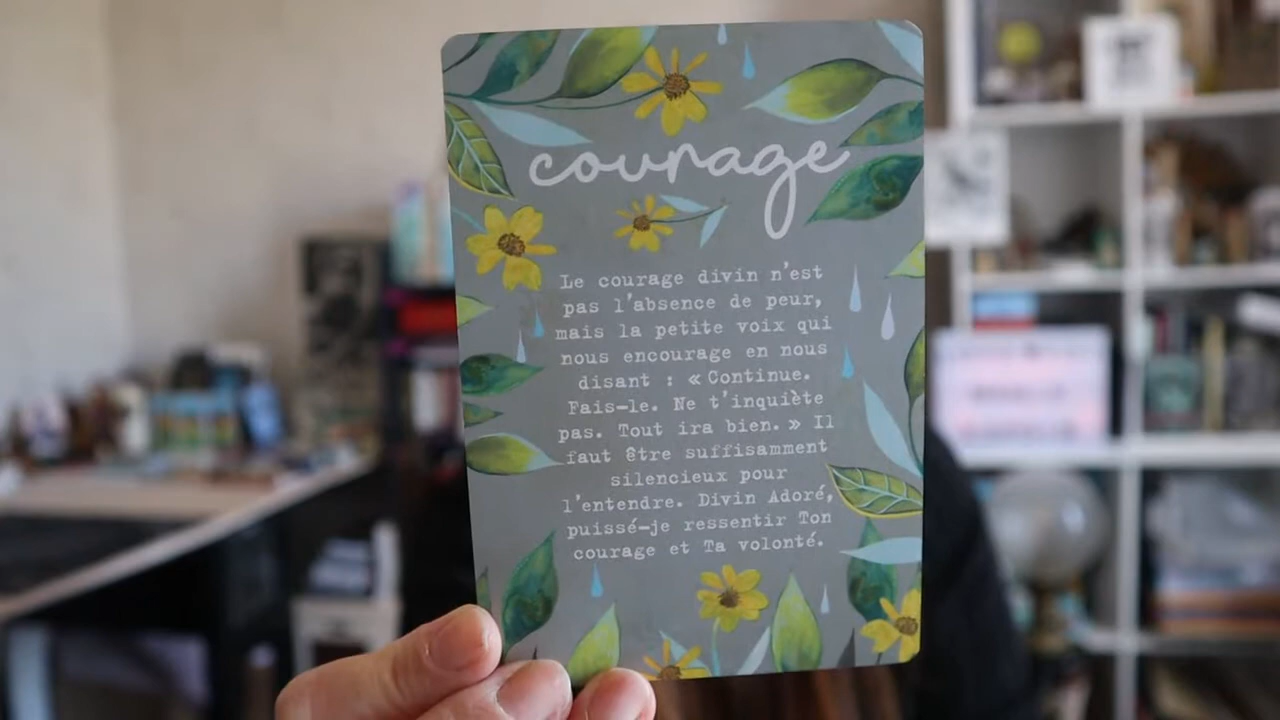 courage
Le courage divin n'est
pas l'absence de peur,
mais la petite voix qui
nous encourage en nous
disant : « Continue.
Fais-le. Ne t'inquiète
pas. Tout ira bien. » Il
faut être suffisamment
silencieux pour
l'entendre. Divin Adoré,
puissé-je ressentir Ton
courage et Ta volonté.